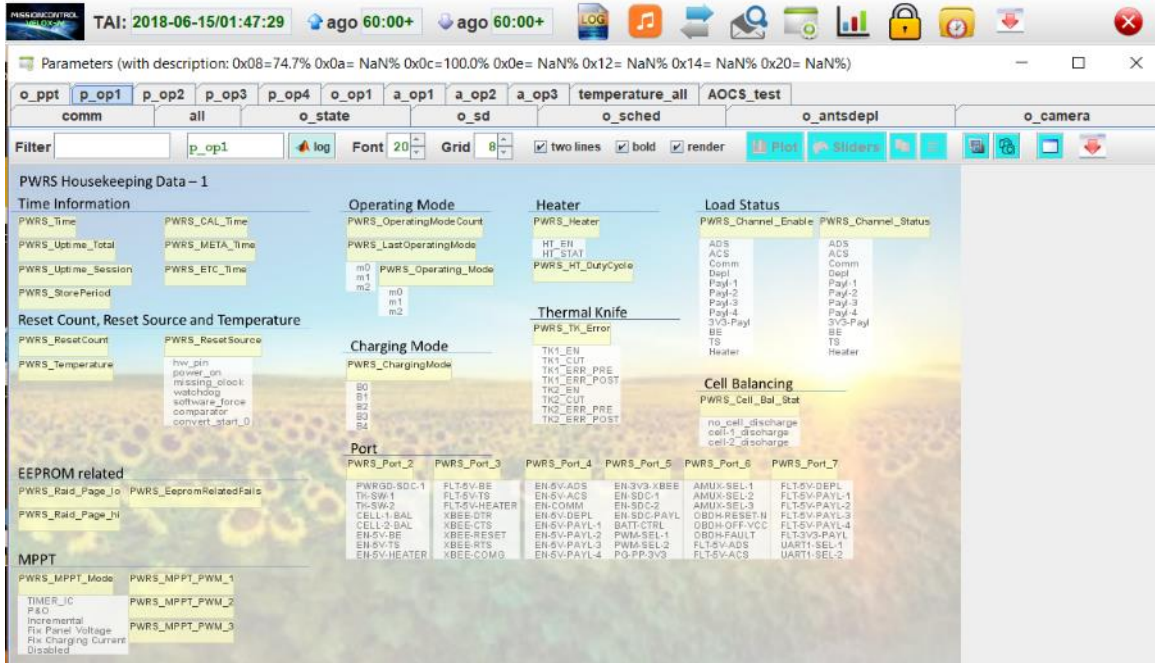 MISSIONCONTROL
VELOX-AM
TAI: 2018-06-15/01:47:29 ago 60:00+ ago 60:00+ LOG
Parameters (with description: 0x08=74.7% 0x0a= NaN% 0x0c=100.0% 0x0e= NaN% 0x12= NaN% 0x14= NaN% 0x20= NaN%)
o_ppt p_op1 p_op2 p_op3 p_op4 o_op1 a_op1 a_op2 a_op3 temperature_all AOCS_test
comm all o_state o_sd o_sched o_antsdepl o_camera
Filter p_op1 log Font 20 Grid 8 two lines bold render Plot Sliders
PWRS Housekeeping Data – 1
Time Information
PWRS_Time PWRS_CAL_Time
PWRS_Uptime_Total PWRS_META_Time
PWRS_Uptime_Session PWRS_ETC_Time
PWRS_StorePeriod
Reset Count, Reset Source and Temperature
PWRS_ResetCount PWRS_ResetSource
PWRS_Temperature
hw_pin
power_on
missing_clock
watchdog
software_force
comparator
convert_start_0
EEPROM related
PWRS_Raid_Page_lo PWRS_EepromRelatedFails
PWRS_Raid_Page_hi
MPPT
PWRS_MPPT_Mode PWRS_MPPT_PWM_1
PWRS_MPPT_PWM_2
PWRS_MPPT_PWM_3
TIMER_IC
P&O
Incremental
Fix Panel Voltage
Fix Charging Current
Disabled
Operating Mode
PWRS_OperatingModeCount
PWRS_LastOperatingMode
m0
m1
m2
PWRS_Operating_Mode
m0
m1
m2
Charging Mode
PWRS_ChargingMode
B0
B1
B2
B3
B4
Heater
PWRS_Heater
HT_EN
HT_STAT
PWRS_HT_DutyCycle
Thermal Knife
PWRS_TK_Error
TK1_EN
TK1_CUT
TK1_ERR_PRE
TK1_ERR_POST
TK2_EN
TK2_CUT
TK2_ERR_PRE
TK2_ERR_POST
Load Status
PWRS_Channel_Enable PWRS_Channel_Status
ADS ADS
ACS ACS
Comm Comm
Depl Depl
Payl-1 Payl-1
Payl-2 Payl-2
Payl-3 Payl-3
Payl-4 Payl-4
3V3-Payl 3V3-Payl
BE BE
TS TS
Heater Heater
Cell Balancing
PWRS_Cell_Bal_Stat
no_cell_discharge
cell-1_discharge
cell-2_discharge
Port
PWRS_Port_2 PWRS_Port_3 PWRS_Port_4 PWRS_Port_5 PWRS_Port_6 PWRS_Port_7
PWRGD-SDC-1 FLT-5V-BE EN-5V-ADS EN-3V3-XBEE AMUX-SEL-1 FLT-5V-DEPL
TH-SW-1 FLT-5V-TS EN-5V-ACS EN-SDC-1 AMUX-SEL-2 FLT-5V-PAYL-1
TH-SW-2 FLT-5V-HEATER EN-COMM EN-SDC-2 AMUX-SEL-3 FLT-5V-PAYL-2
CELL-1-BAL XBEE-DTR EN-5V-DEPL EN-SDC-PAYL OBDH-RESET-N FLT-5V-PAYL-3
CELL-2-BAL XBEE-CTS EN-5V-PAYL-1 BATT-CTRL OBDH-OFF-VCC FLT-5V-PAYL-4
EN-5V-BE XBEE-RESET EN-5V-PAYL-2 PWM-SEL-1 OBDH-FAULT FLT-3V3-PAYL
EN-5V-TS XBEE-RTS EN-5V-PAYL-3 PWM-SEL-2 FLT-5V-ADS UART1-SEL-1
EN-5V-HEATER XBEE-COMG EN-5V-PAYL-4 PG-PP-3V3 FLT-5V-ACS UART1-SEL-2